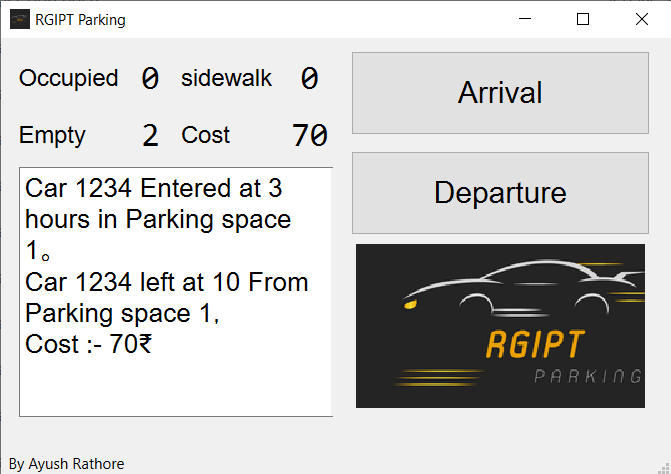 RGIPT Parking
Occupied 0 sidewalk 0
Empty 2 Cost 70
Arrival
Departure
Car 1234 Entered at 3
hours in Parking space
1。
Car 1234 left at 10 From
Parking space 1,
Cost :- 70₹
RGIPT
PARKING
By Ayush Rathore